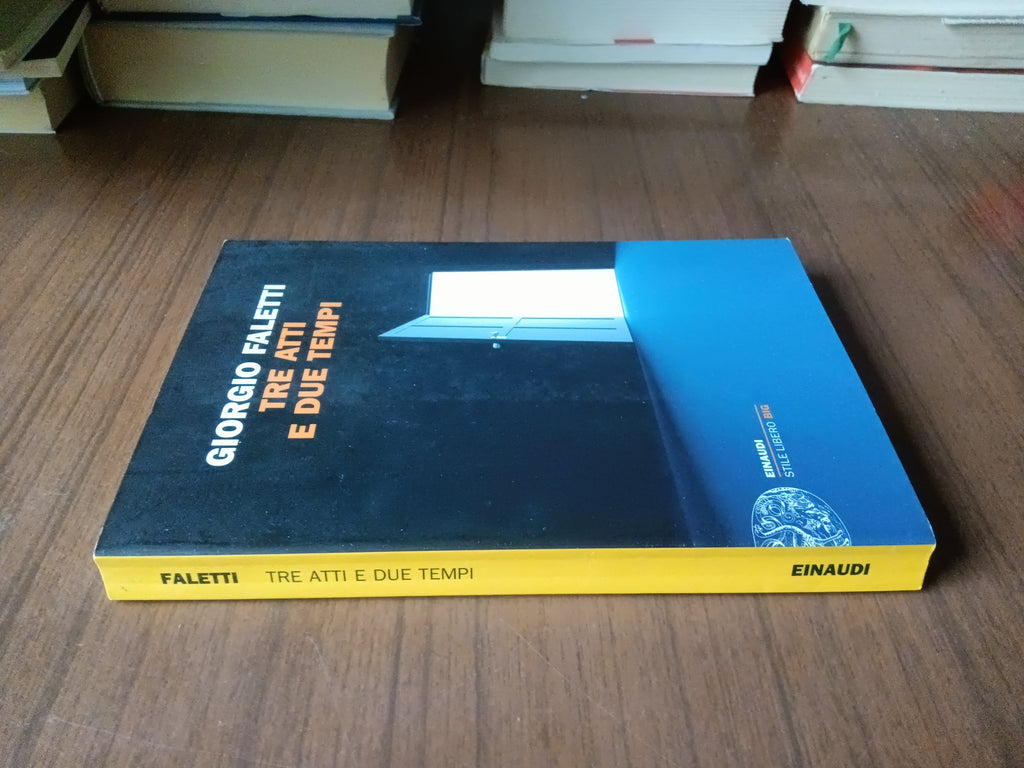 GIORGIO FALETTI
TRE ATTI
E DUE TEMPI
EINAUDI
STILE LIBERO BIG
FALETTI TRE ATTI E DUE TEMPI EINAUDI